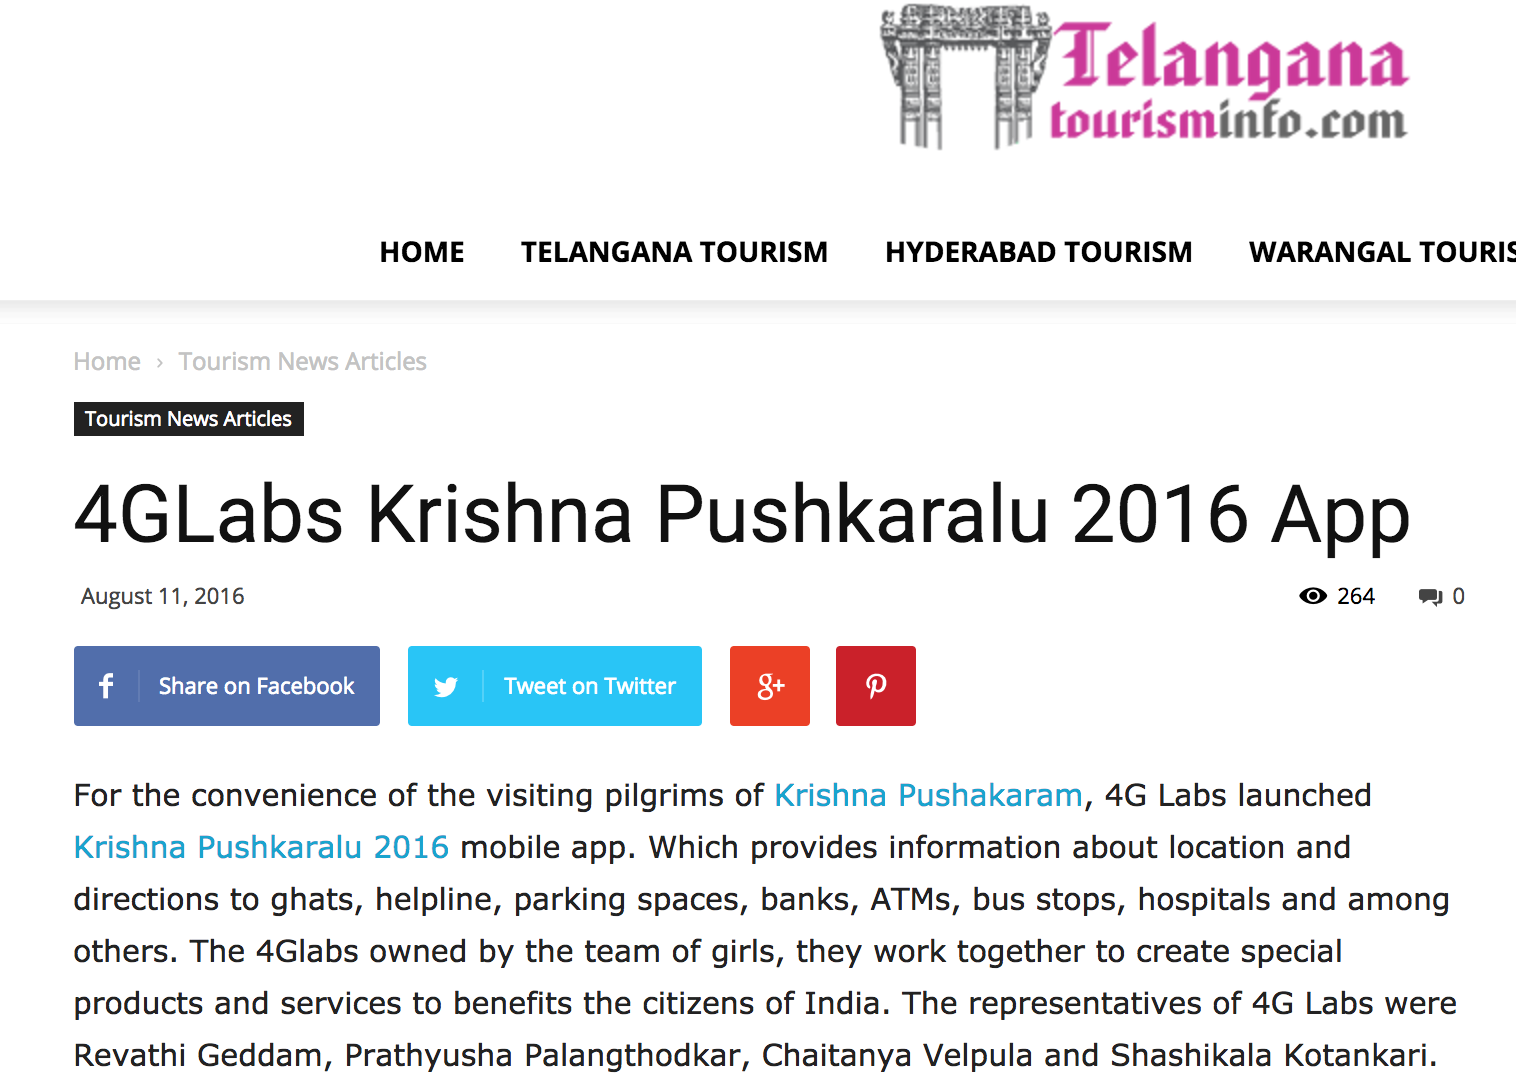 Telangana
tourisminfo.com
HOME TELANGANA TOURISM HYDERABAD TOURISM WARANGAL TOURIS
Home › Tourism News Articles
Tourism News Articles
4GLabs Krishna Pushkaralu 2016 App
August 11, 2016 264 0
f Share on Facebook Tweet on Twitter g+
For the convenience of the visiting pilgrims of Krishna Pushakaram, 4G Labs launched
Krishna Pushkaralu 2016 mobile app. Which provides information about location and
directions to ghats, helpline, parking spaces, banks, ATMs, bus stops, hospitals and among
others. The 4Glabs owned by the team of girls, they work together to create special
products and services to benefits the citizens of India. The representatives of 4G Labs were
Revathi Geddam, Prathyusha Palangthodkar, Chaitanya Velpula and Shashikala Kotankari.